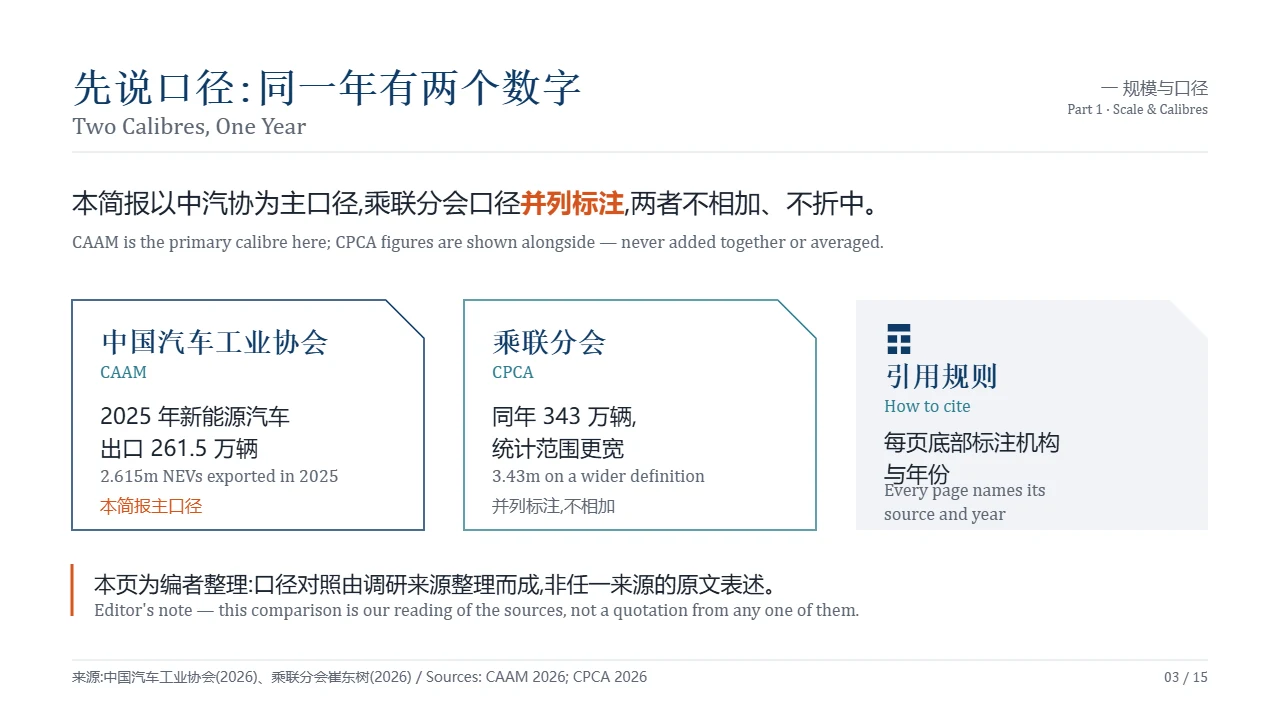 先说口径:同一年有两个数字
Two Calibres, One Year
一 规模与口径
Part 1 · Scale & Calibres
本简报以中汽协为主口径,乘联分会口径并列标注,两者不相加、不折中。
CAAM is the primary calibre here; CPCA figures are shown alongside — never added together or averaged.
中国汽车工业协会
CAAM
2025 年新能源汽车
出口 261.5 万辆
2.615m NEVs exported in 2025
本简报主口径
乘联分会
CPCA
同年 343 万辆,
统计范围更宽
3.43m on a wider definition
并列标注,不相加
引用规则
How to cite
每页底部标注机构
与年份
Every page names its
source and year
本页为编者整理:口径对照由调研来源整理而成,非任一来源的原文表述。
Editor's note — this comparison is our reading of the sources, not a quotation from any one of them.
来源:中国汽车工业协会(2026)、乘联分会崔东树(2026) / Sources: CAAM 2026; CPCA 2026
03 / 15